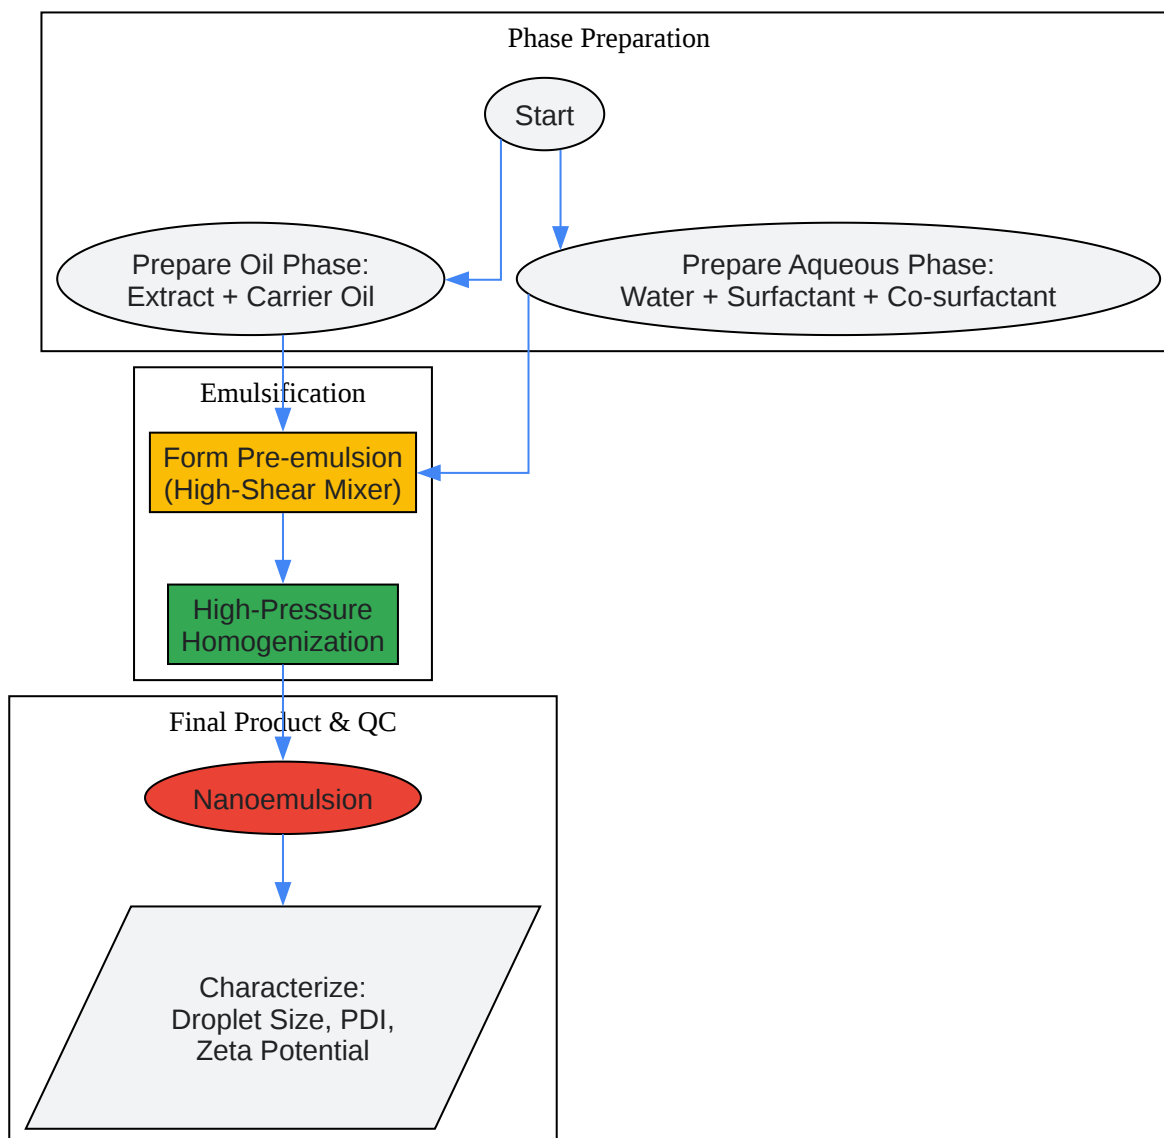 Phase Preparation
Start
Prepare Oil Phase:
Extract + Carrier Oil
Prepare Aqueous Phase:
Water + Surfactant + Co-surfactant
Emulsification
Form Pre-emulsion
(High-Shear Mixer)
High-Pressure
Homogenization
Final Product & QC
Nanoemulsion
Characterize:
Droplet Size, PDI,
Zeta Potential